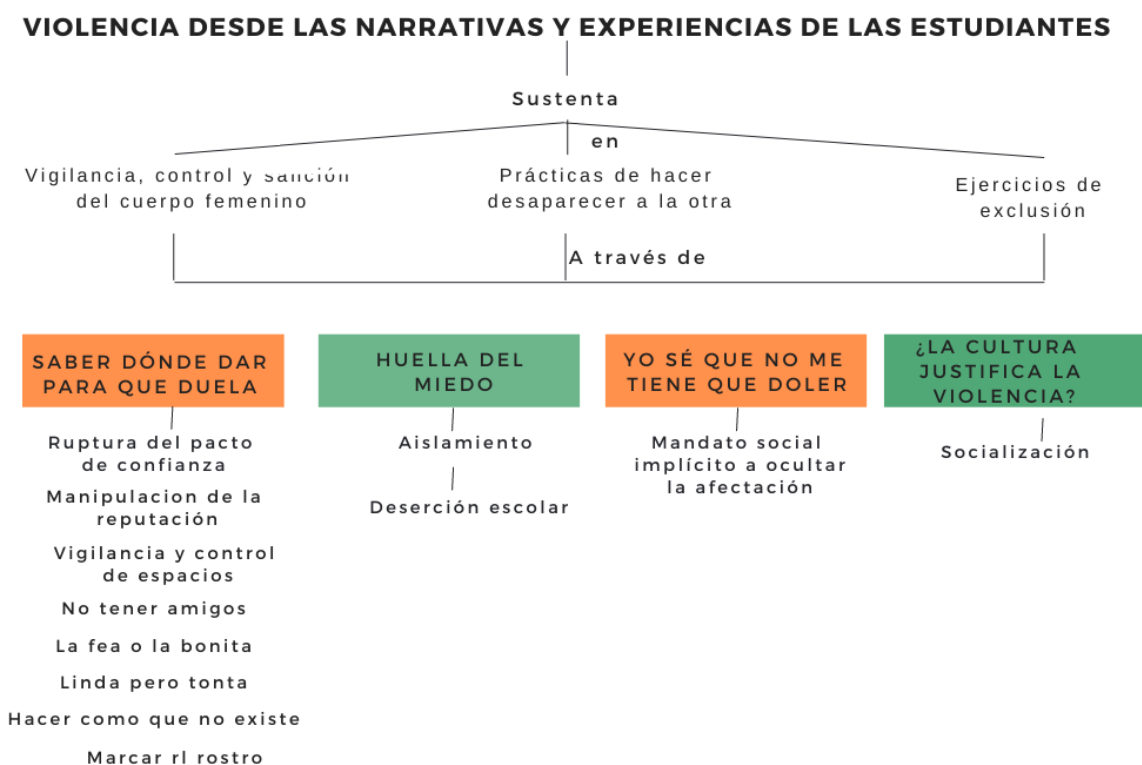 VIOLENCIA DESDE LAS NARRATIVAS Y EXPERIENCIAS DE LAS ESTUDIANTES
Sustenta
en
Vigilancia, control y sanción
del cuerpo femenino
Prácticas de hacer
desaparecer a la otra
Ejercicios de
exclusión
A través de
SABER DÓNDE DAR
PARA QUE DUELA
Ruptura del pacto
de confianza
Manipulacion de la
reputación
Vigilancia y control
de espacios
No tener amigos
La fea o la bonita
Linda pero tonta
Hacer como que no existe
Marcar rl rostro
HUELLA DEL
MIEDO
Aislamiento
Deserción escolar
YO SÉ QUE NO ME
TIENE QUE DOLER
Mandato social
implícito a ocultar
la afectación
¿LA CULTURA
JUSTIFICA LA
VIOLENCIA?
Socialización